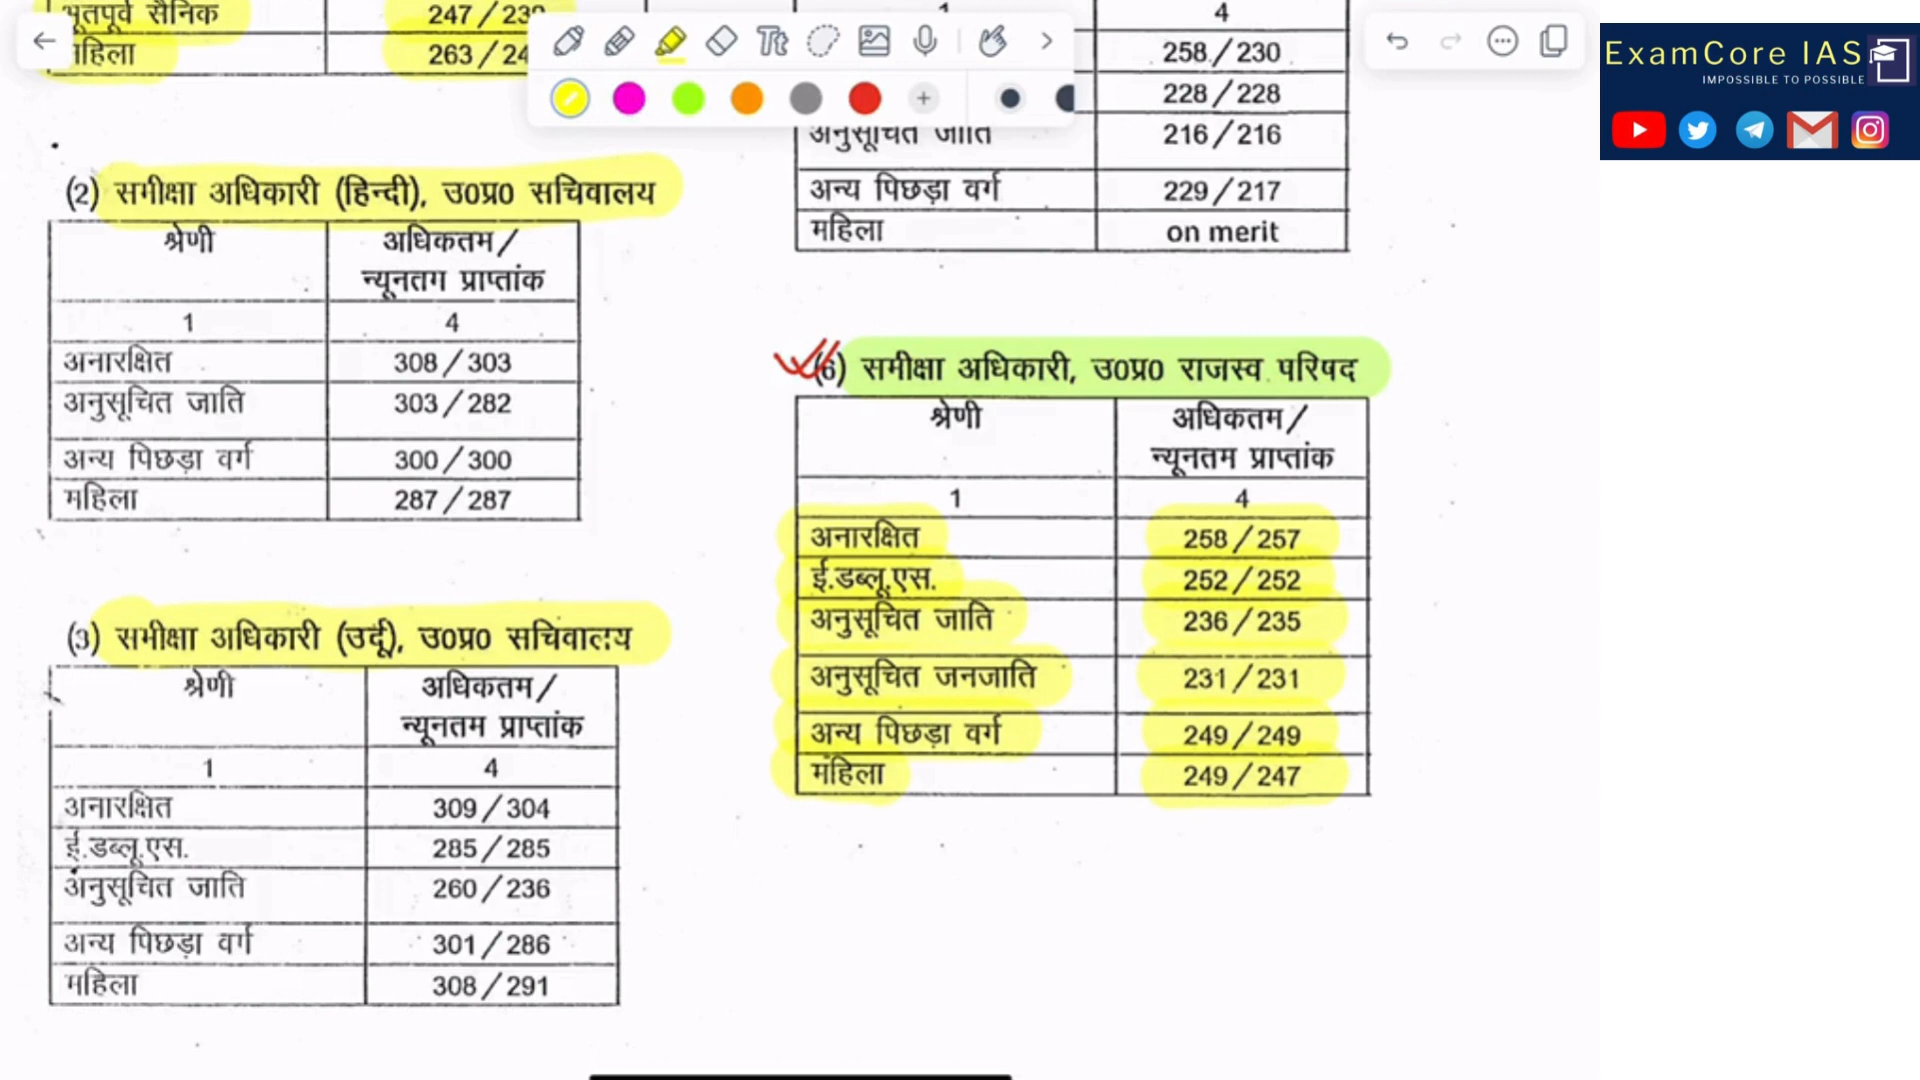 भूतपूर्व सैनिक 247/239
महिला 263/24
(2) समीक्षा अधिकारी (हिन्दी), उ0प्र0 सचिवालय
श्रेणी अधिकतम/
न्यूनतम प्राप्तांक
1 4
अनारक्षित 308/303
अनुसूचित जाति 303/282
अन्य पिछड़ा वर्ग 300/300
महिला 287/287
(3) समीक्षा अधिकारी (उर्दू), उ0प्र0 सचिवालय
श्रेणी अधिकतम/
न्यूनतम प्राप्तांक
1 4
अनारक्षित 309/304
ई.डब्लू.एस. 285/285
अनुसूचित जाति 260/236
अन्य पिछड़ा वर्ग 301/286
महिला 308/291
Tt
1 4
258/230
228/228
अनुसूचित जाति 216/216
अन्य पिछड़ा वर्ग 229/217
महिला on merit
(6) समीक्षा अधिकारी, उ0प्र0 राजस्व परिषद
श्रेणी अधिकतम/
न्यूनतम प्राप्तांक
1 4
अनारक्षित 258/257
ई.डब्लू.एस. 252/252
अनुसूचित जाति 236/235
अनुसूचित जनजाति 231/231
अन्य पिछड़ा वर्ग 249/249
महिला 249/247
ExamCore IAS
IMPOSSIBLE TO POSSIBLE